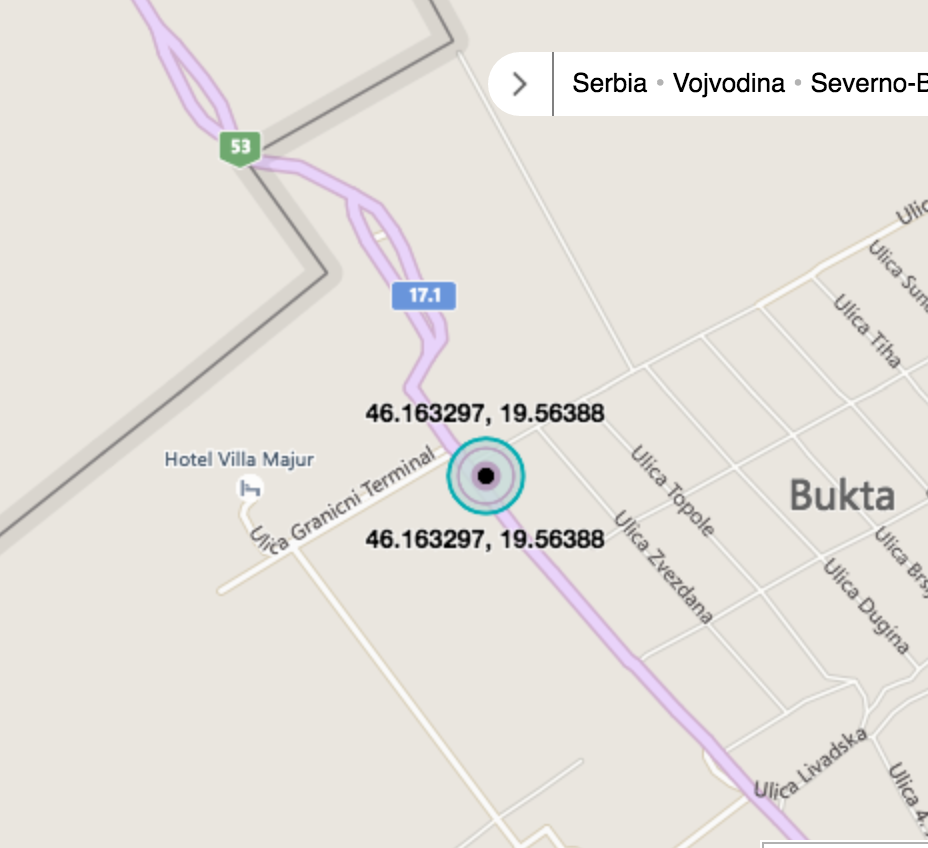 Serbia • Vojvodina • Severno-B
53
Ulic
Ulica Sun
17.1
Ulica Tiha
46.163297, 19.56388
Hotel Villa Majur
Ulica Granicni Terminal
Ulica Topole
Bukta
46.163297, 19.56388
Ulica Zvezdana
Ulica Brs
Ulica Dugina
Ulica Livadska
Ulica 4.